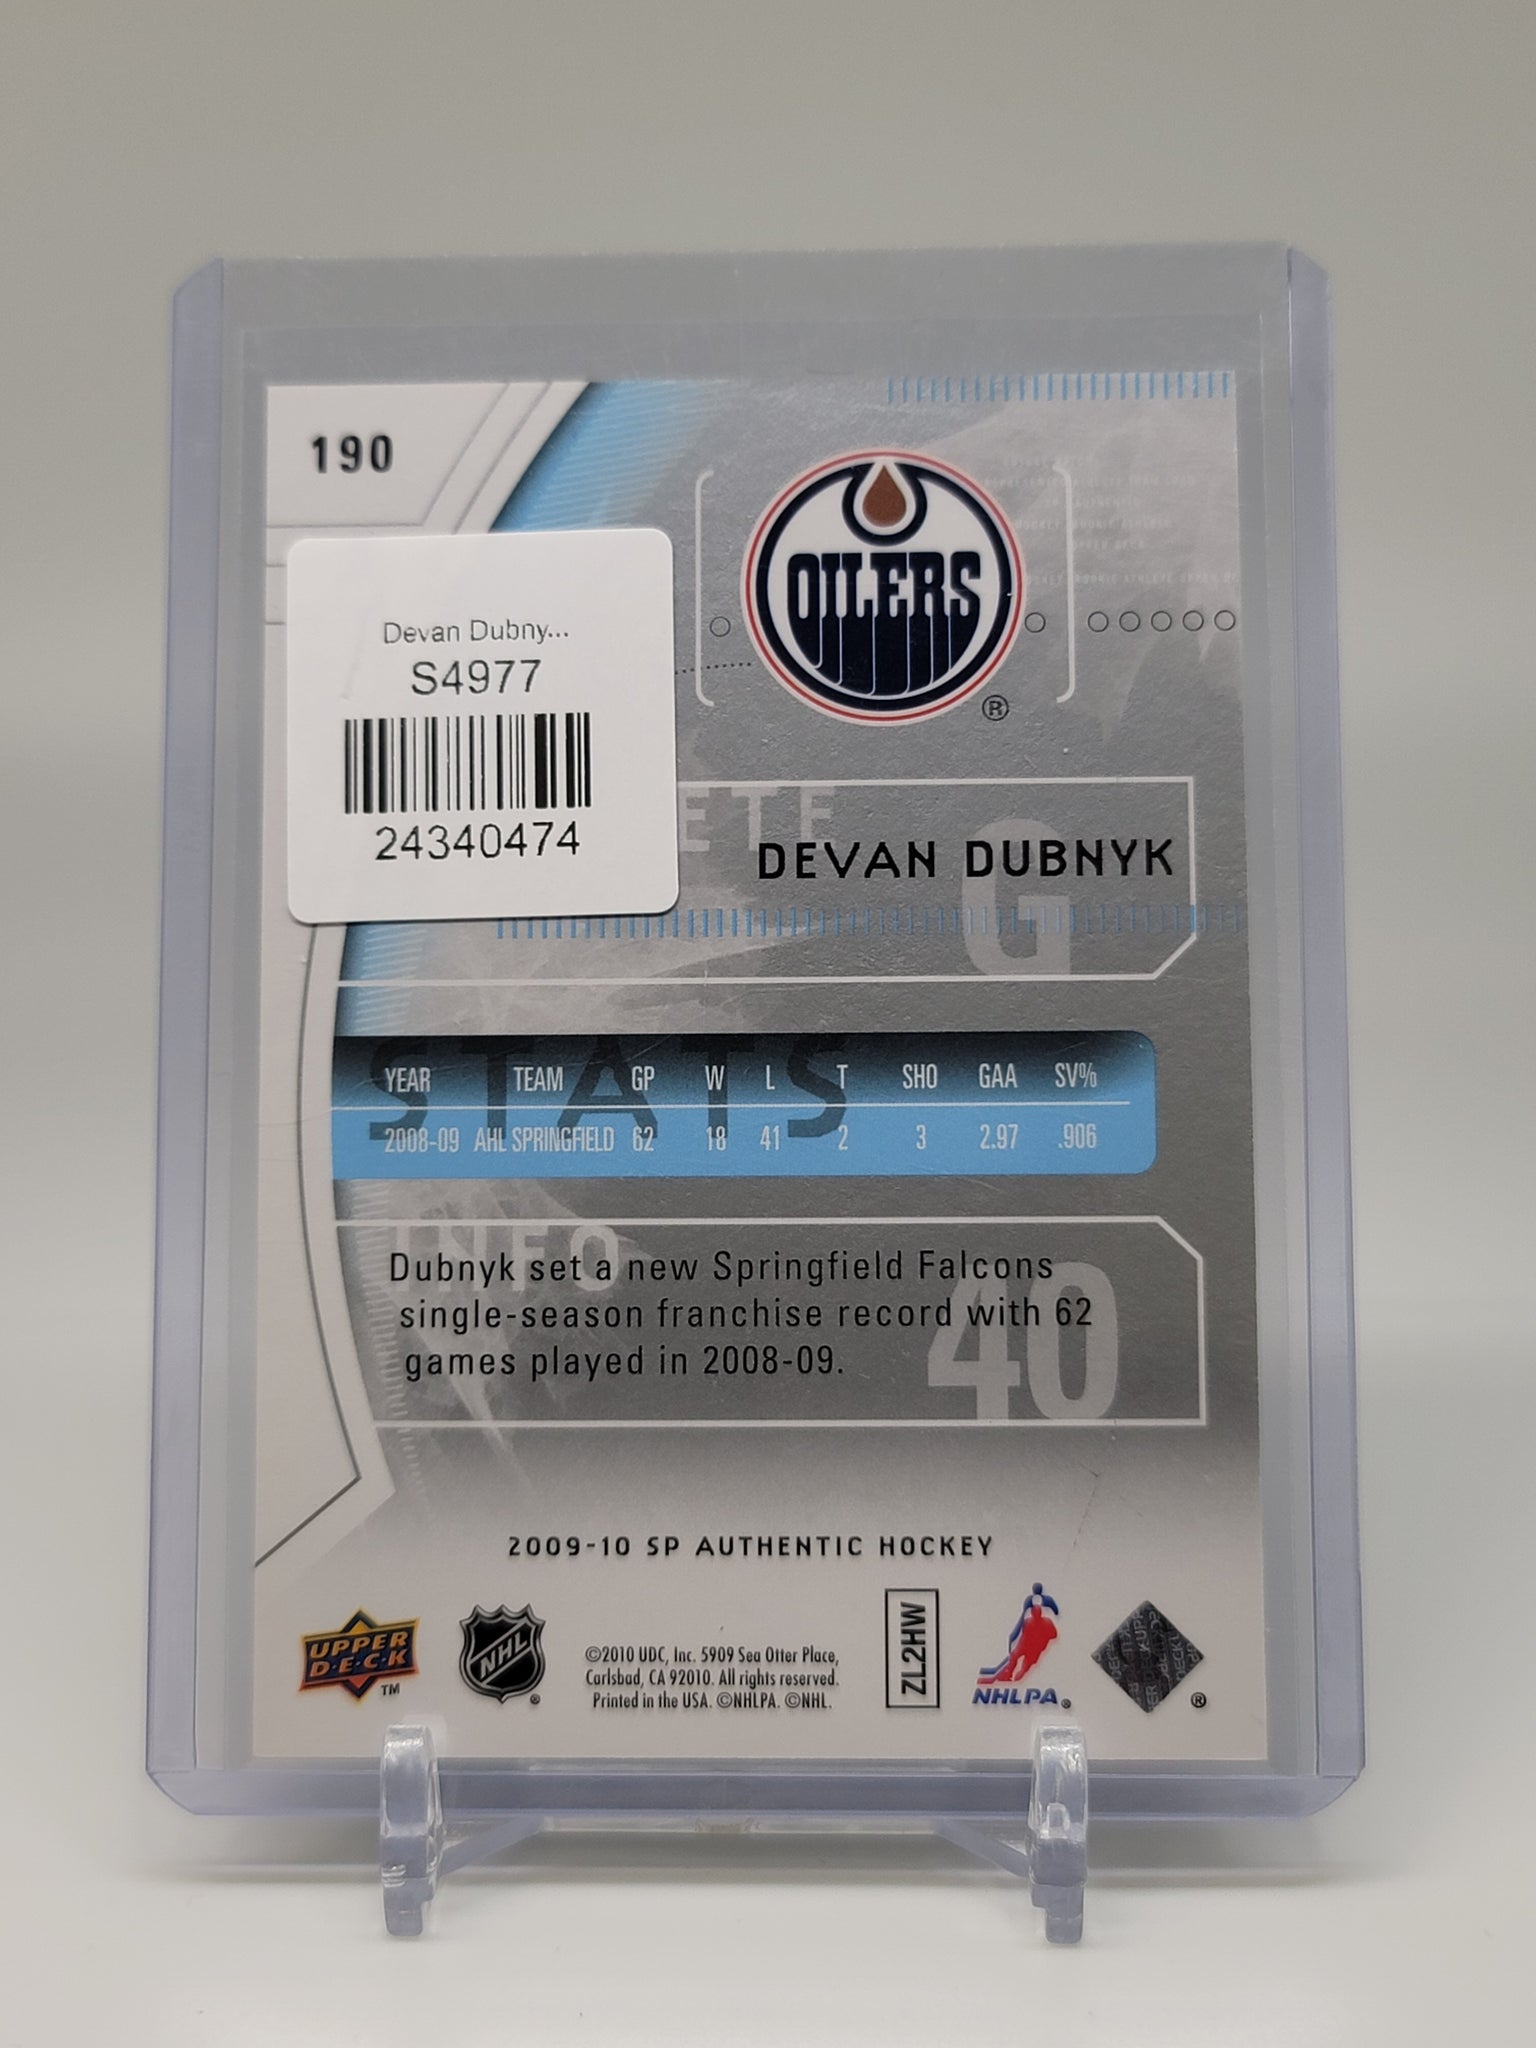 190
OILERS
®
Devan Dubny...
S4977
24340474
ETE
DEVAN DUBNYK
G
STATS
YEAR TEAM GP W L T SHO GAA SV%
2008-09 AHL SPRINGFIELD 62 18 41 2 3 2.97 .906
INFO
Dubnyk set a new Springfield Falcons
single-season franchise record with 62
games played in 2008-09.
40
2009-10 SP AUTHENTIC HOCKEY
UPPER
D·E·C·K
TM
NHL
®
©2010 UDC, Inc. 5909 Sea Otter Place,
Carlsbad, CA 92010. All rights reserved.
Printed in the USA. ©NHLPA. ©NHL.
ZL2HW
NHLPA®
®